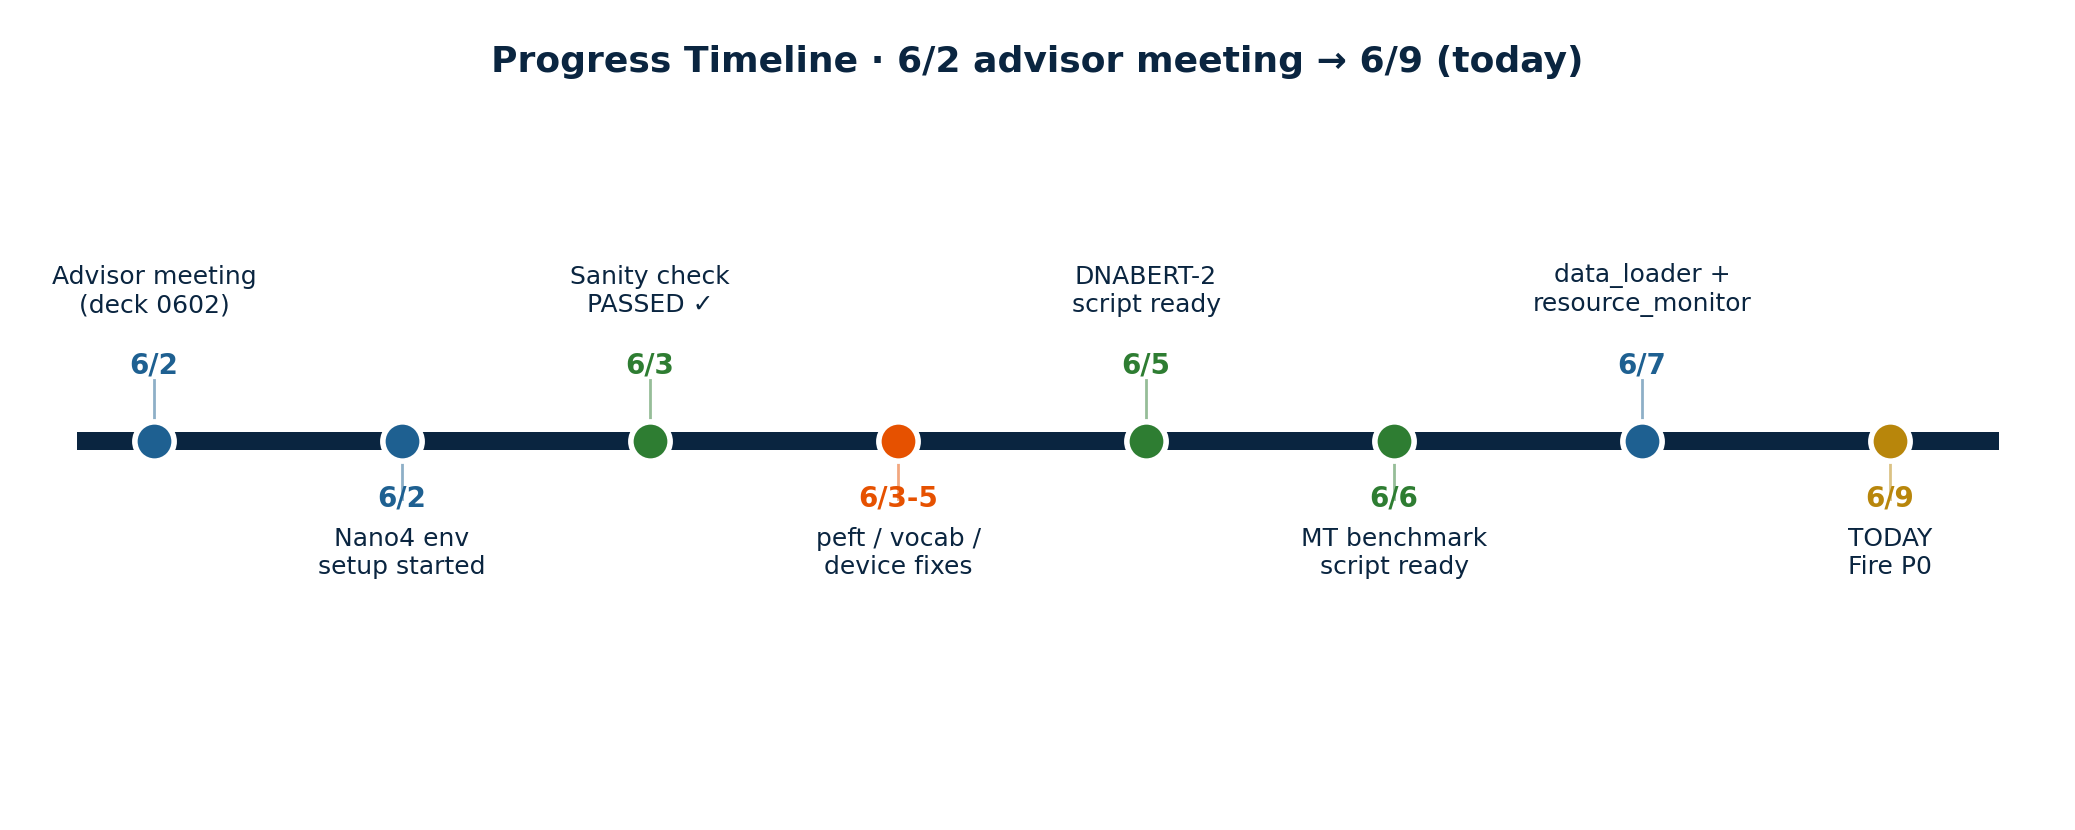 Progress Timeline · 6/2 advisor meeting → 6/9 (today)
Advisor meeting
(deck 0602)
6/2
6/2
Nano4 env
setup started
Sanity check
PASSED ✓
6/3
6/3-5
peft / vocab /
device fixes
DNABERT-2
script ready
6/5
6/6
MT benchmark
script ready
data_loader +
resource_monitor
6/7
6/9
TODAY
Fire P0